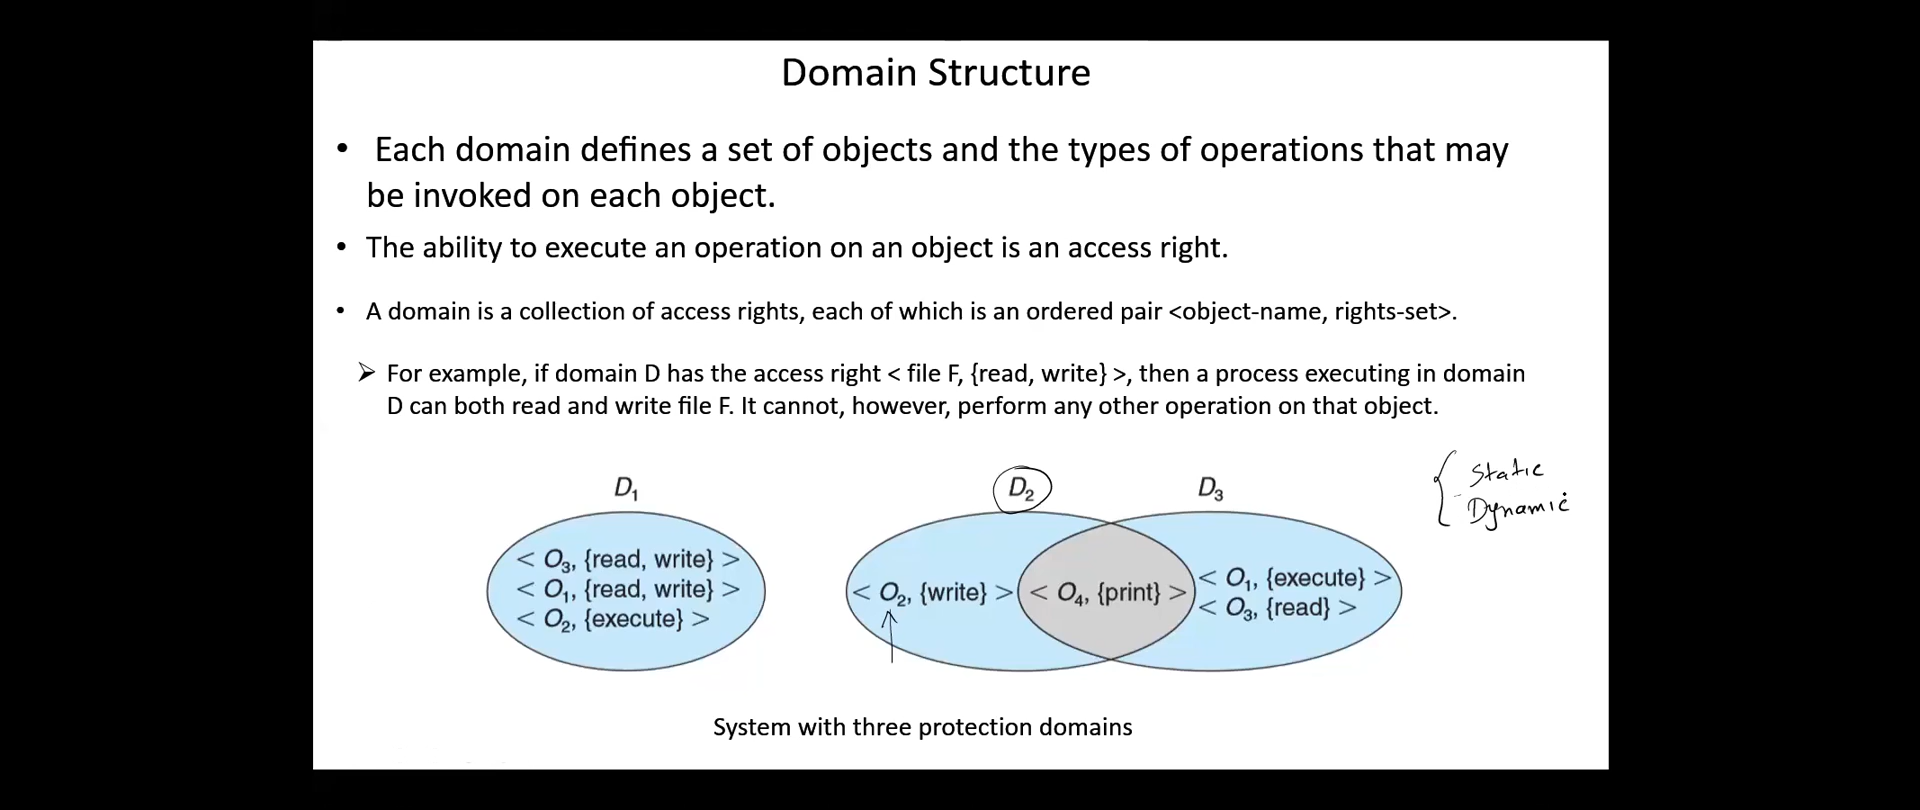 Domain Structure
• Each domain defines a set of objects and the types of operations that may
be invoked on each object.
• The ability to execute an operation on an object is an access right.
• A domain is a collection of access rights, each of which is an ordered pair <object-name, rights-set>.
➢ For example, if domain D has the access right < file F, {read, write} >, then a process executing in domain
D can both read and write file F. It cannot, however, perform any other operation on that object.
Static
Dynamic
D₁
< O₃, {read, write} >
< O₁, {read, write} >
< O₂, {execute} >
D₂
< O₂, {write} >
< O₄, {print} >
D₃
< O₁, {execute} >
< O₃, {read} >
System with three protection domains